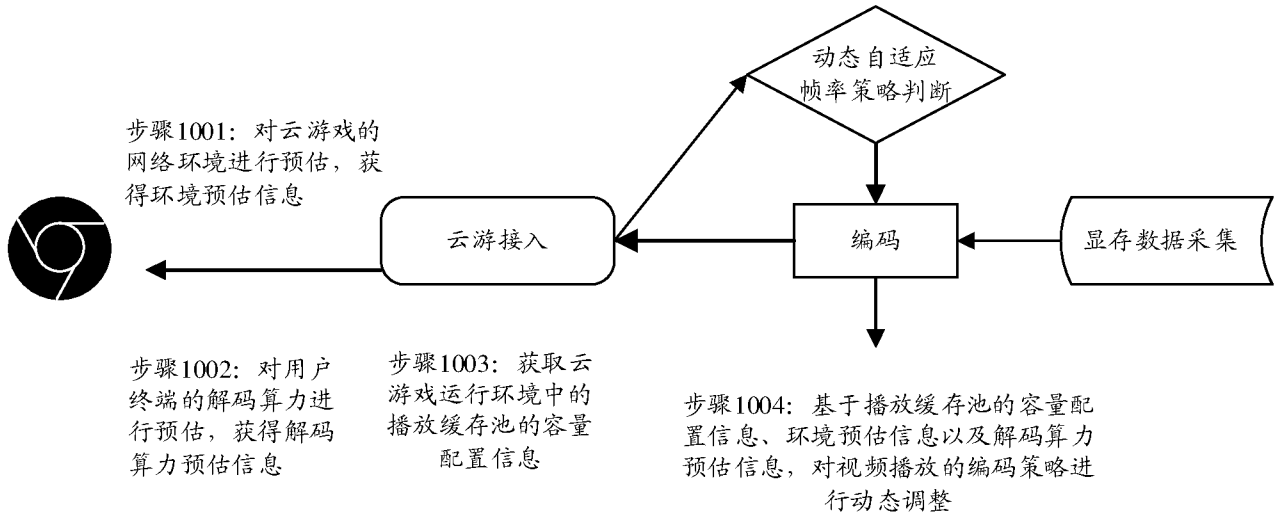 动态自适应
帧率策略判断
步骤1001：对云游戏的
网络环境进行预估，获
得环境预估信息
云游接入
编码
显存数据采集
步骤1002：对用户
终端的解码算力进
行预估，获得解码
算力预估信息
步骤1003：获取云
游戏运行环境中的
播放缓存池的容量
配置信息
步骤1004：基于播放缓存池的容量配
置信息、环境预估信息以及解码算力
预估信息，对视频播放的编码策略进
行动态调整